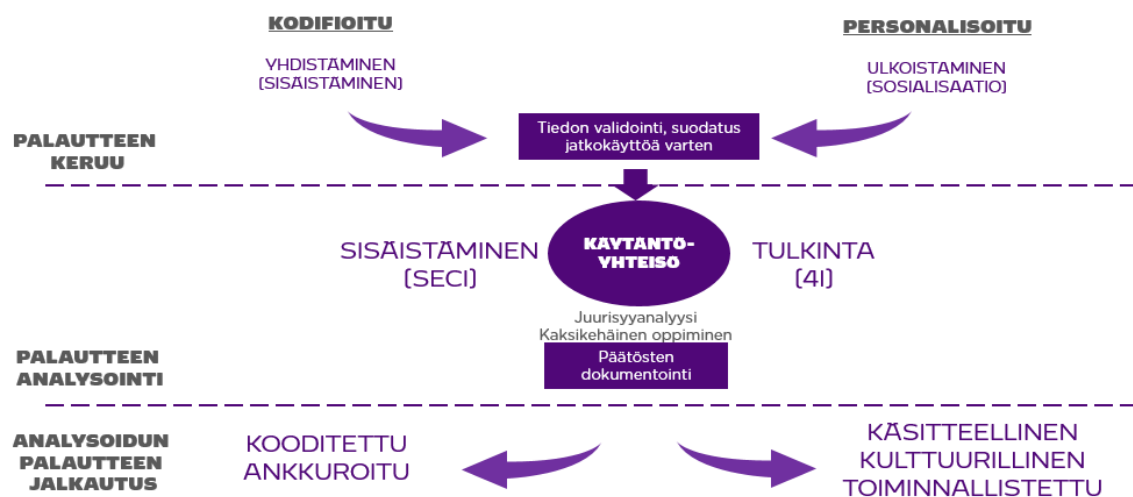 KODIFIOITU
PERSONALISOITU
YHDISTÄMINEN
(SISÄISTÄMINEN)
ULKOISTAMINEN
(SOSIALISAATIO)
PALAUTTEEN
KERUU
Tiedon validointi, suodatus
jatkokäyttöä varten
SISÄISTÄMINEN
(SECI)
KÄYTÄNTÖ-
YHTEISÖ
TULKINTA
(4I)
Juurisyyanalyysi
Kaksikehäinen oppiminen
PALAUTTEEN
ANALYSOINTI
Päätösten
dokumentointi
ANALYSOIDUN
PALAUTTEEN
JALKAUTUS
KOODITETTU
ANKKUROITU
KÄSITTEELLINEN
KULTTUURILLINEN
TOIMINNALLISTETTU